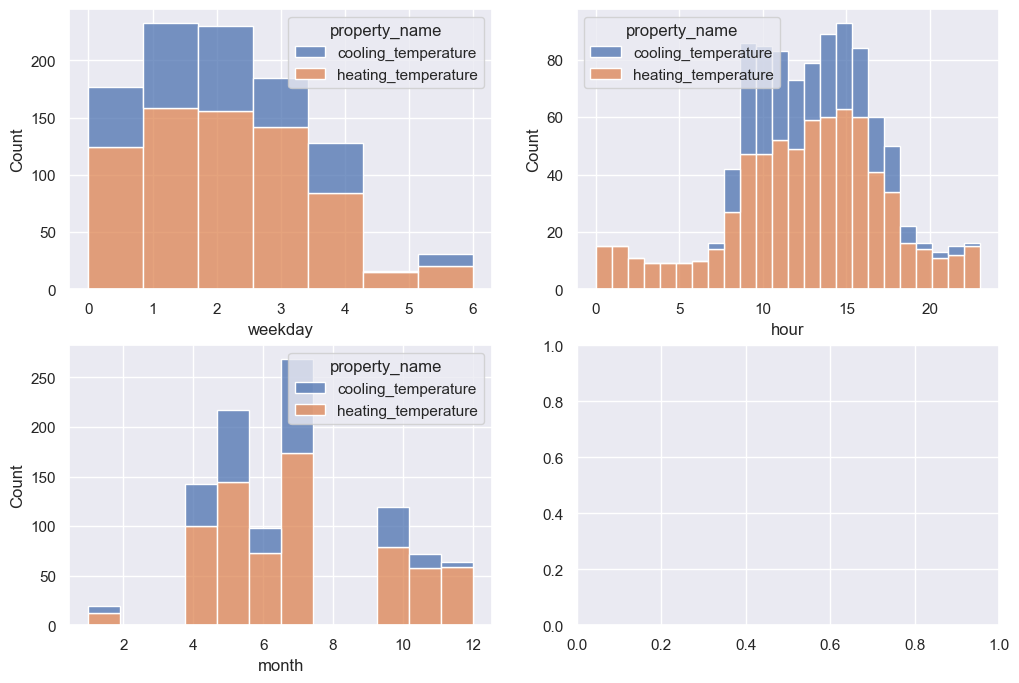 property_name
cooling_temperature
heating_temperature
200
150
100
50
0
Count
0 1 2 3 4 5 6
weekday
property_name
cooling_temperature
heating_temperature
80
60
40
20
0
Count
0 5 10 15 20
hour
property_name
cooling_temperature
heating_temperature
250
200
150
100
50
0
Count
2 4 6 8 10 12
month
1.0
0.8
0.6
0.4
0.2
0.0
0.0 0.2 0.4 0.6 0.8 1.0